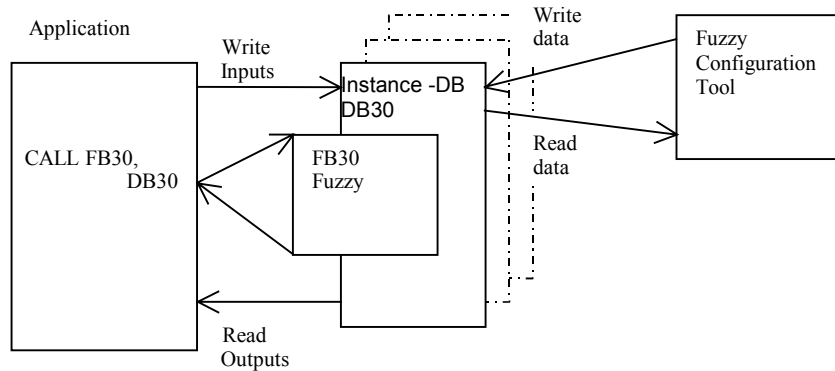 Application
Write
Inputs
CALL FB30,
DB30
Read
Outputs
Instance -DB
DB30
FB30
Fuzzy
Write
data
Read
data
Fuzzy
Configuration
Tool